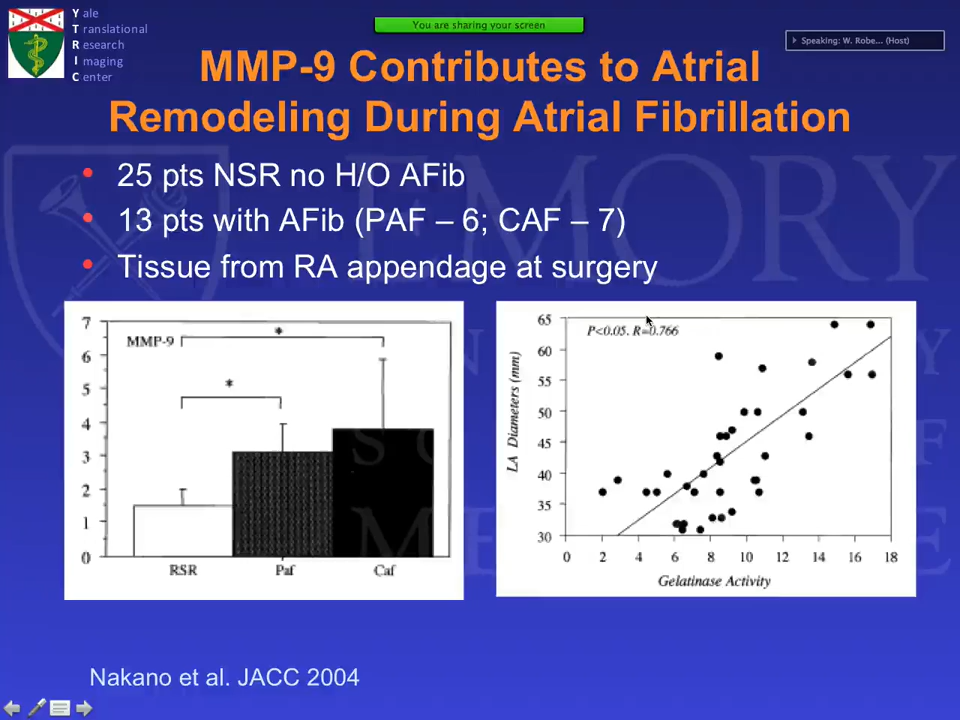 Yale
Translational
Research
Imaging
Center
You are sharing your screen
Speaking: W. Robe... (Host)
MMP-9 Contributes to Atrial
Remodeling During Atrial Fibrillation
• 25 pts NSR no H/O AFib
• 13 pts with AFib (PAF – 6; CAF – 7)
• Tissue from RA appendage at surgery
MMP-9
*
*
7
6
5
4
3
2
1
0
RSR Paf Caf
P<0.05. R=0.766
LA Diameters (mm)
65
60
55
50
45
40
35
30
0 2 4 6 8 10 12 14 16 18
Gelatinase Activity
EMORY
Nakano et al. JACC 2004